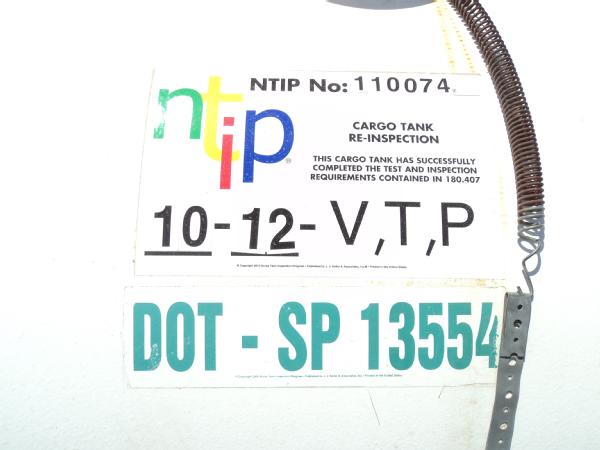 ntip®
NTIP No: 110074
CARGO TANK
RE-INSPECTION
THIS CARGO TANK HAS SUCCESSFULLY
COMPLETED THE TEST AND INSPECTION
REQUIREMENTS CONTAINED IN 180.407
10-12-V,T,P
DOT - SP 13554